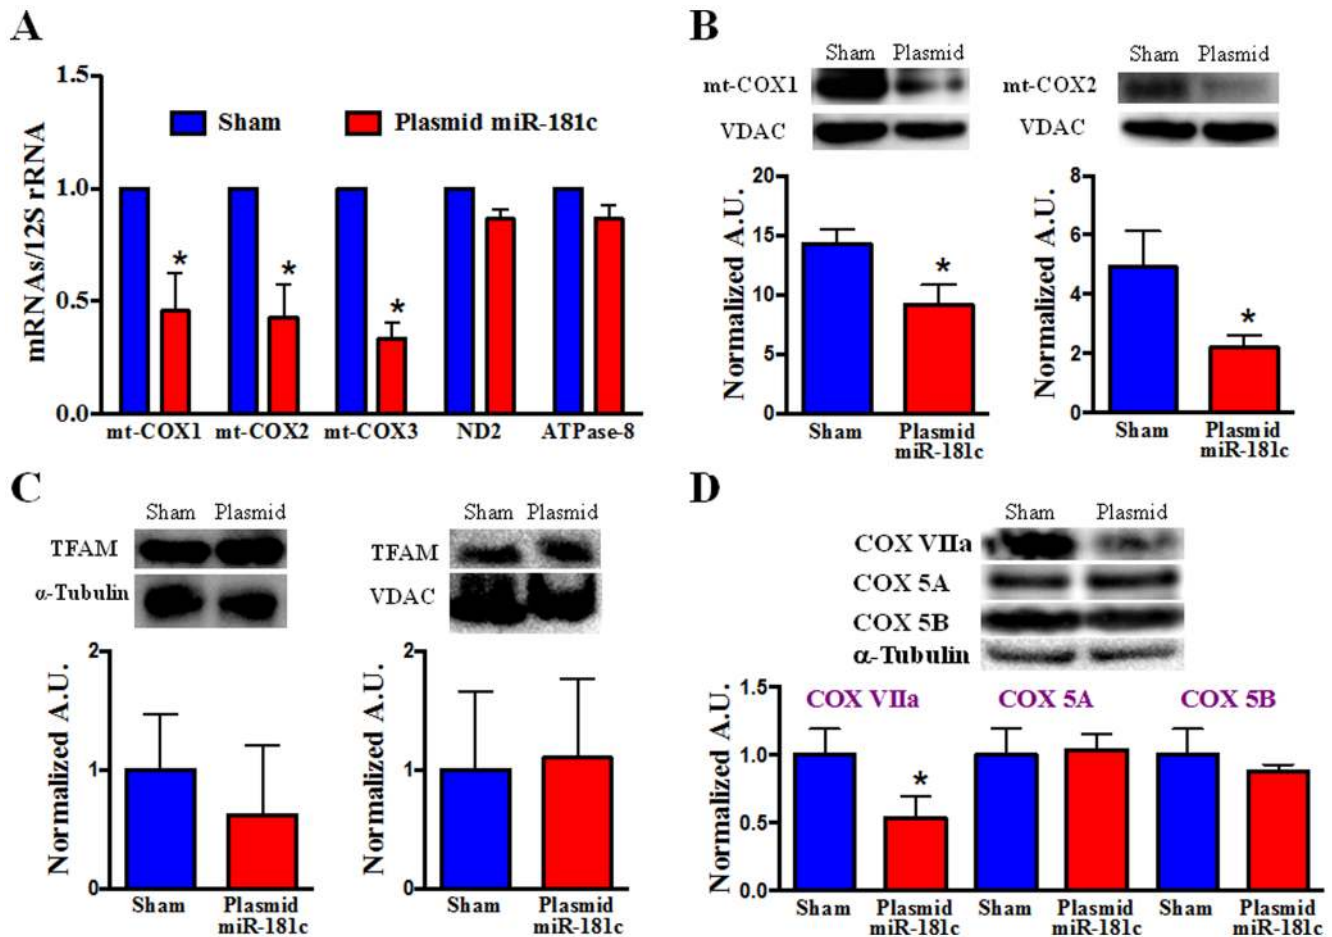 A
1.5
1.0
0.5
0.0
mRNAs/12S rRNA
Sham
Plasmid miR-181c
mt-COX1 mt-COX2 mt-COX3 ND2 ATPase-8
B
Sham Plasmid
mt-COX1
VDAC
20
15
10
5
0
Normalized A.U.
Sham Plasmid
miR-181c
Sham Plasmid
mt-COX2
VDAC
8
6
4
2
0
Normalized A.U.
Sham Plasmid
miR-181c
*
*
*
*
*
C
Sham Plasmid
TFAM
α-Tubulin
2
1
0
Normalized A.U.
Sham Plasmid
miR-181c
Sham Plasmid
TFAM
VDAC
2
1
0
Normalized A.U.
Sham Plasmid
miR-181c
D
Sham Plasmid
COX VIIa
COX 5A
COX 5B
α-Tubulin
1.5
1.0
0.5
0.0
Normalized A.U.
COX VIIa COX 5A COX 5B
*
Sham Plasmid Sham Plasmid Sham Plasmid
miR-181c miR-181c miR-181c